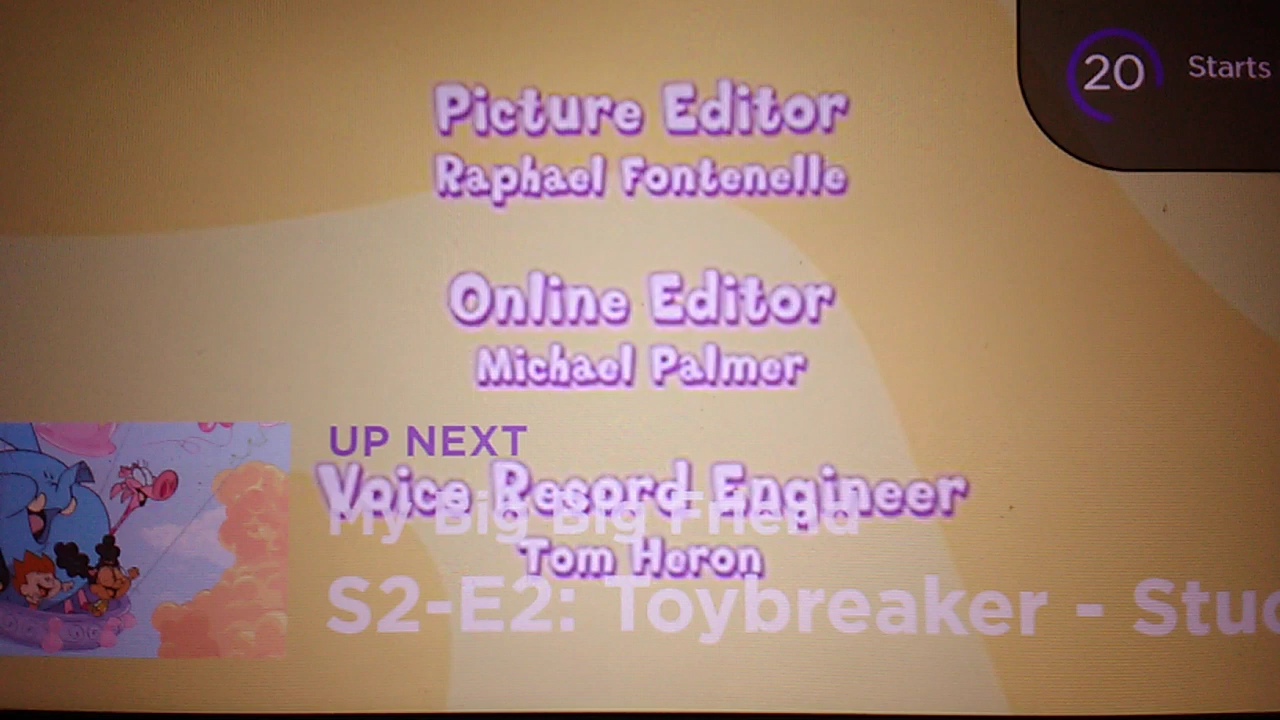 20 Starts
Picture Editor
Raphael Fontenelle
Online Editor
Michael Palmer
UP NEXT
Voice Record Engineer
My Big Big Friend
Tom Heron
S2-E2: Toybreaker -